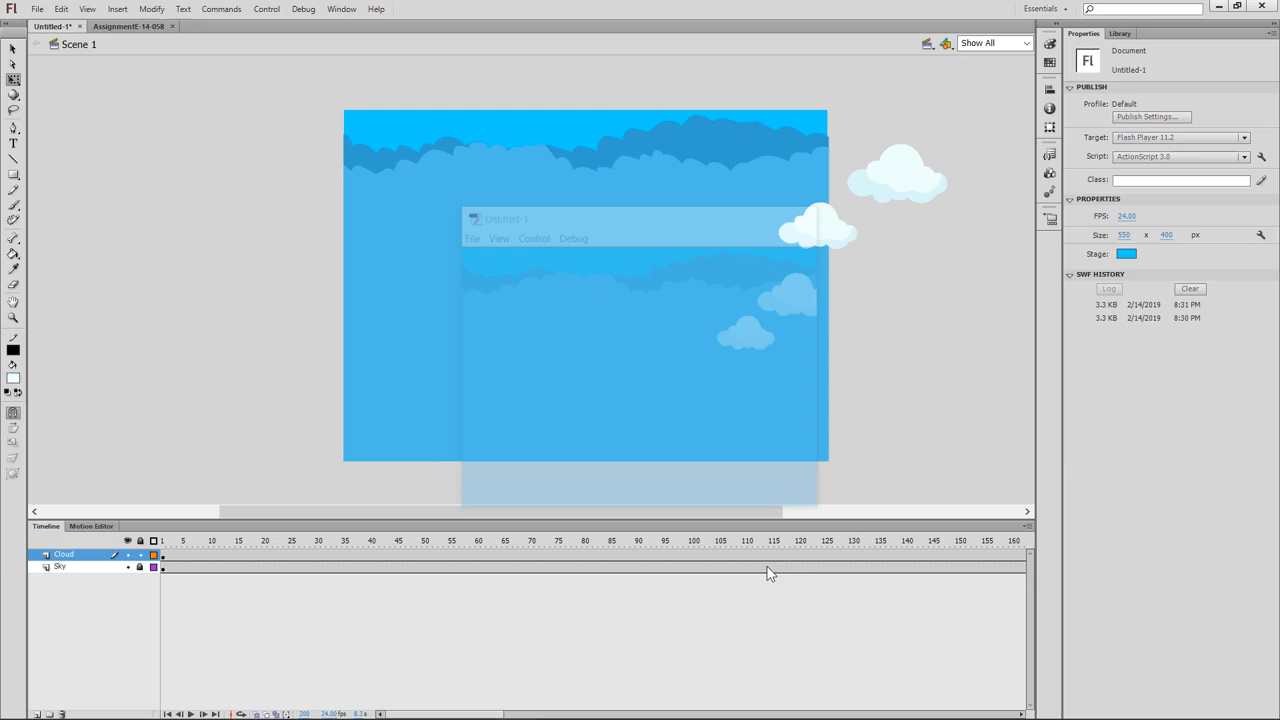 Fl File Edit View Insert Modify Text Commands Control Debug Window Help Essentials
Untitled-1* × AssignmentE-14-058 ×
Scene 1 Show All
Properties Library
Fl Document
Untitled-1
PUBLISH
Profile: Default
Publish Settings...
Target: Flash Player 11.2
Script: ActionScript 3.0
Class:
PROPERTIES
FPS: 24.00
Size: 550 x 400 px
Stage:
SWF HISTORY
Log Clear
3.3 KB 2/14/2019 8:31 PM
3.3 KB 2/14/2019 8:30 PM
Untitled-1
File View Control Debug
T
Timeline Motion Editor
1 5 10 15 20 25 30 35 40 45 50 55 60 65 70 75 80 85 90 95 100 105 110 115 120 125 130 135 140 145 150 155 160
Cloud
Sky
200 24.00 fps 8.3 s